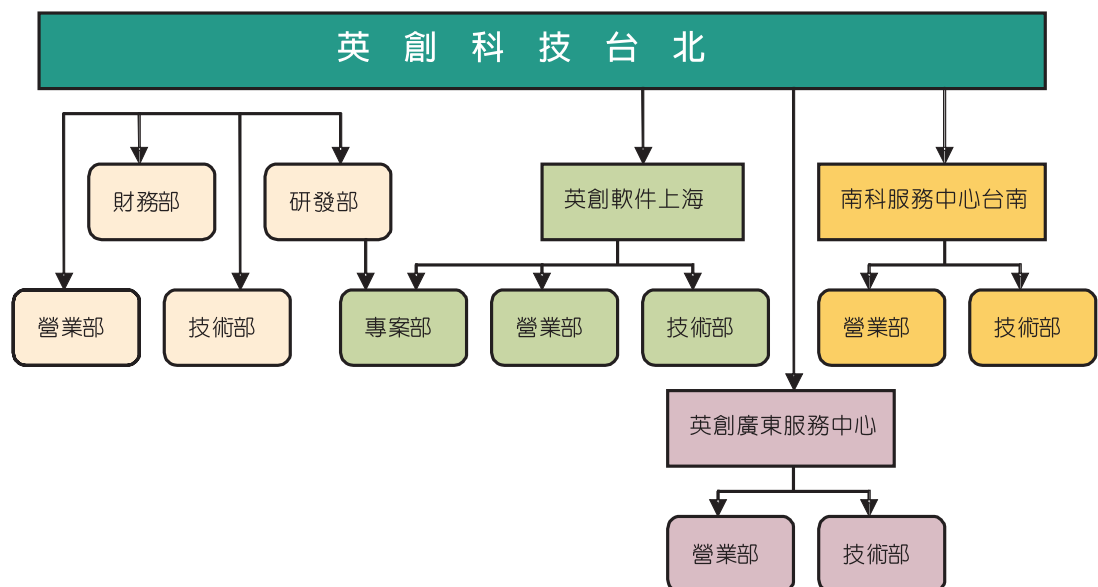 英創科技台北
財務部
研發部
英創軟件上海
南科服務中心台南
營業部
技術部
專案部
營業部
技術部
營業部
技術部
英創廣東服務中心
營業部
技術部